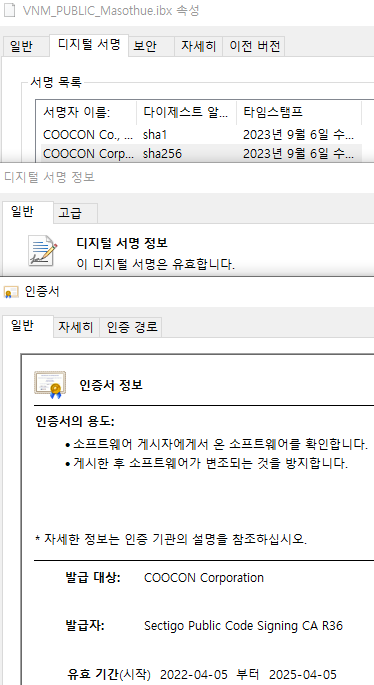 VNM_PUBLIC_Masothue.ibx 속성
일반 디지털 서명 보안 자세히 이전 버전
서명 목록
서명자 이름: 다이제스트 알... 타임스탬프
COOCON Co., ... sha1 2023년 9월 6일 수...
COOCON Corp... sha256 2023년 9월 6일 수...
디지털 서명 정보
일반 고급
디지털 서명 정보
이 디지털 서명은 유효합니다.
인증서
일반 자세히 인증 경로
인증서 정보
인증서의 용도:
• 소프트웨어 게시자에게서 온 소프트웨어를 확인합니다.
• 게시한 후 소프트웨어가 변조되는 것을 방지합니다.
* 자세한 정보는 인증 기관의 설명을 참조하십시오.
발급 대상: COOCON Corporation
발급자: Sectigo Public Code Signing CA R36
유효 기간(시작) 2022-04-05 부터 2025-04-05